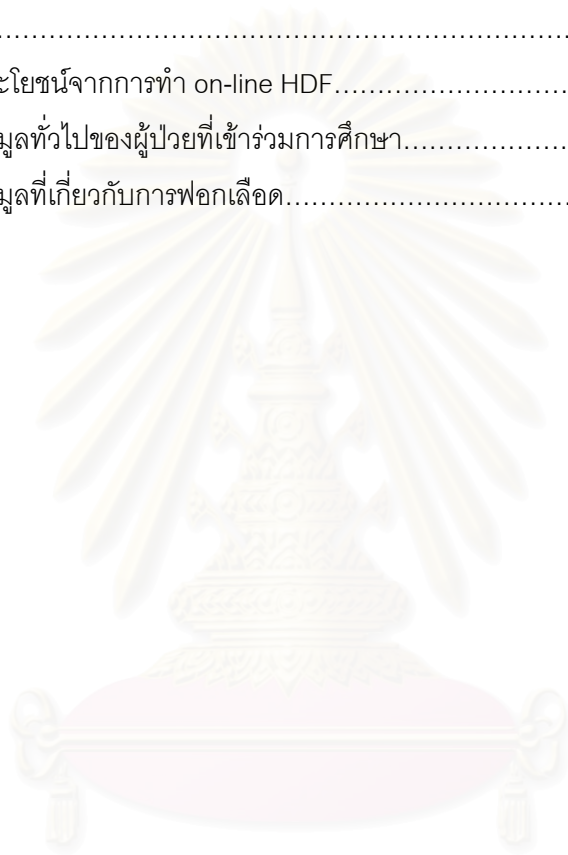 ……………………………………………………………
ะโยชน์จากการทำ on-line HDF………………………
มูลทั่วไปของผู้ป่วยที่เข้าร่วมการศึกษา…………………
มูลที่เกี่ยวกับการฟอกเลือด……………………………